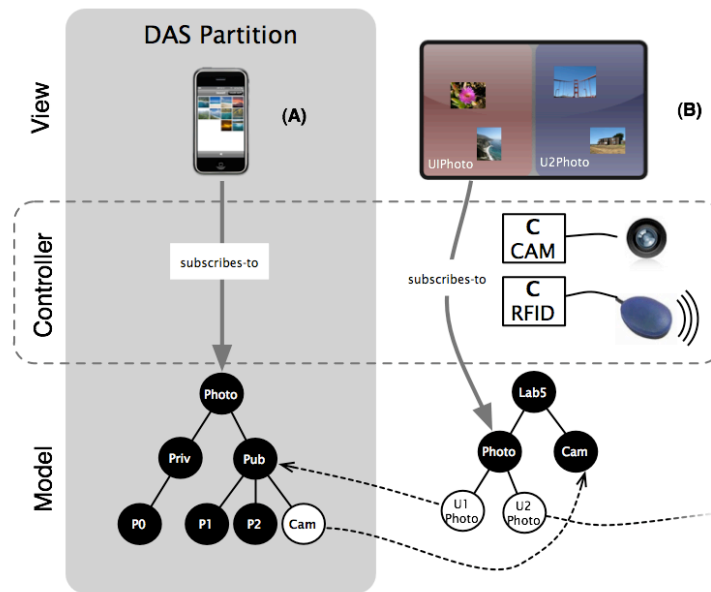 DAS Partition
View
(A)
(B)
UIPhoto
U2Photo
Controller
subscribes-to
subscribes-to
C
CAM
C
RFID
Model
Photo
Priv
Pub
P0
P1
P2
Cam
Lab5
Photo
Cam
U1
Photo
U2
Photo